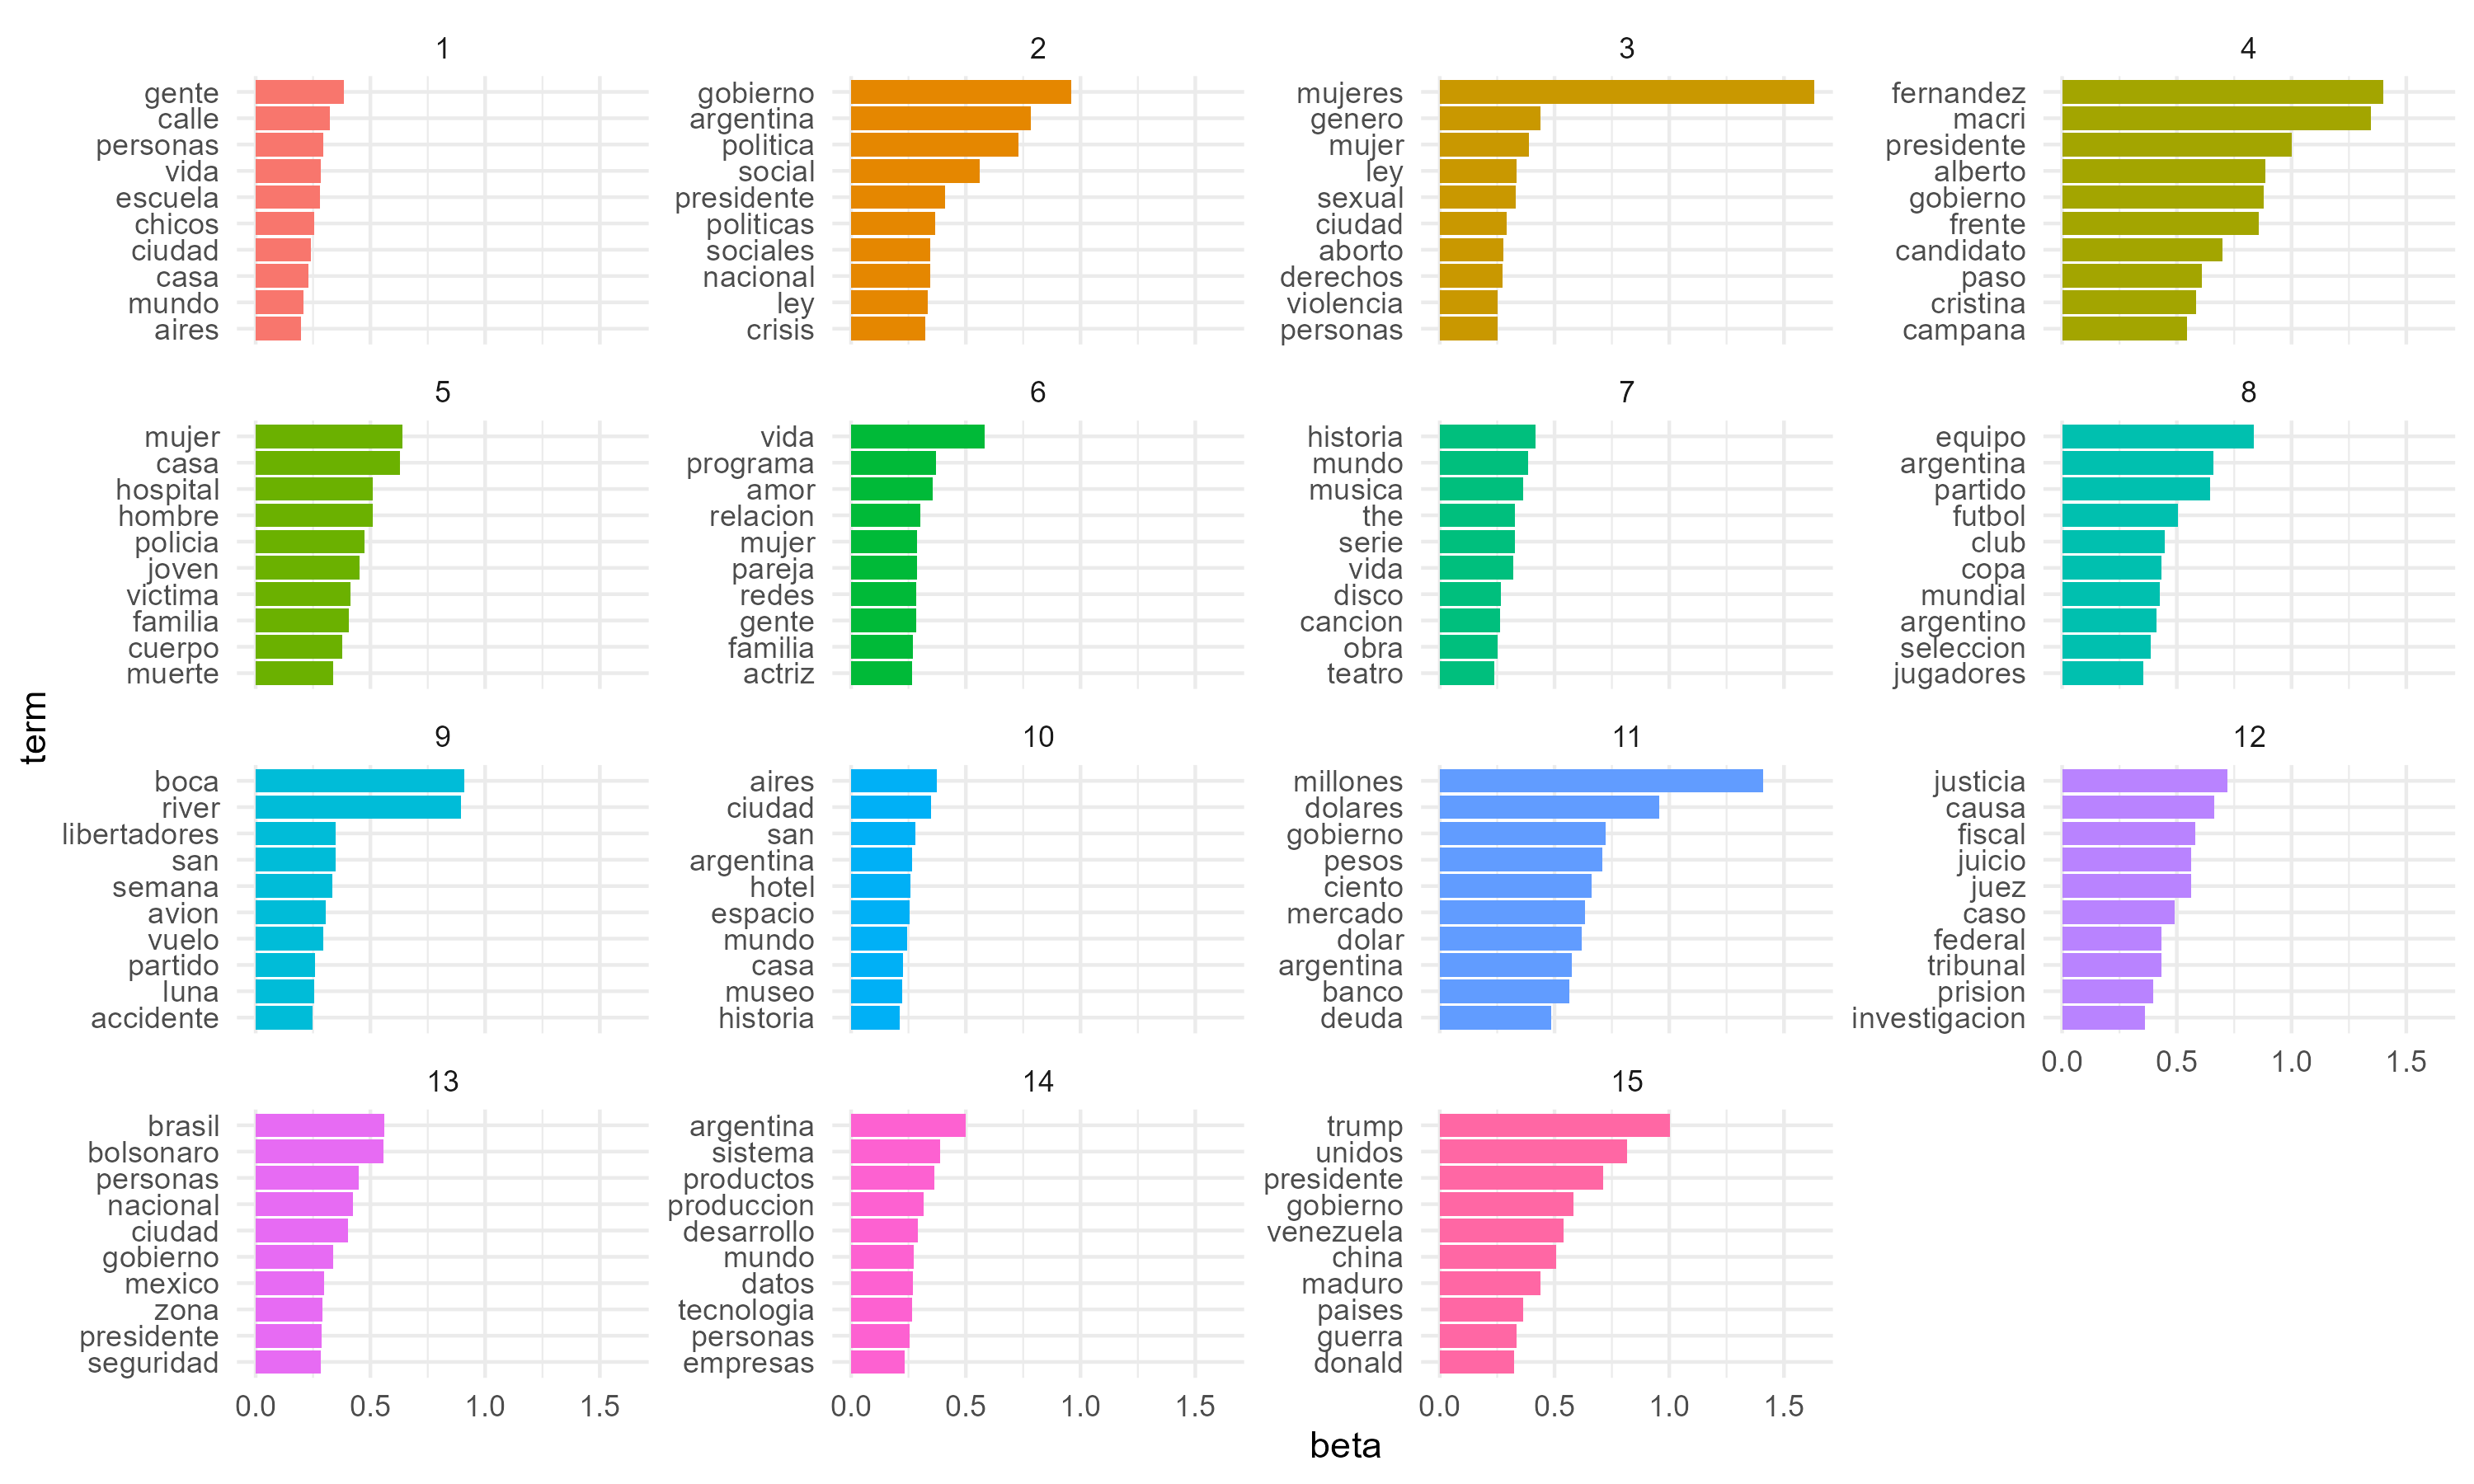 1
gente
calle
personas
vida
escuela
chicos
ciudad
casa
mundo
aires
2
gobierno
argentina
politica
social
presidente
politicas
sociales
nacional
ley
crisis
3
mujeres
genero
mujer
ley
sexual
ciudad
aborto
derechos
violencia
personas
4
fernandez
macri
presidente
alberto
gobierno
frente
candidato
paso
cristina
campana
5
mujer
casa
hospital
hombre
policia
joven
victima
familia
cuerpo
muerte
6
vida
programa
amor
relacion
mujer
pareja
redes
gente
familia
actriz
7
historia
mundo
musica
the
serie
vida
disco
cancion
obra
teatro
8
equipo
argentina
partido
futbol
club
copa
mundial
argentino
seleccion
jugadores
9
boca
river
libertadores
san
semana
avion
vuelo
partido
luna
accidente
10
aires
ciudad
san
argentina
hotel
espacio
mundo
casa
museo
historia
11
millones
dolares
gobierno
pesos
ciento
mercado
dolar
argentina
banco
deuda
12
justicia
causa
fiscal
juicio
juez
caso
federal
tribunal
prision
investigacion
0.0 0.5 1.0 1.5
13
brasil
bolsonaro
personas
nacional
ciudad
gobierno
mexico
zona
presidente
seguridad
0.0 0.5 1.0 1.5
14
argentina
sistema
productos
produccion
desarrollo
mundo
datos
tecnologia
personas
empresas
0.0 0.5 1.0 1.5
15
trump
unidos
presidente
gobierno
venezuela
china
maduro
paises
guerra
donald
0.0 0.5 1.0 1.5
term
beta